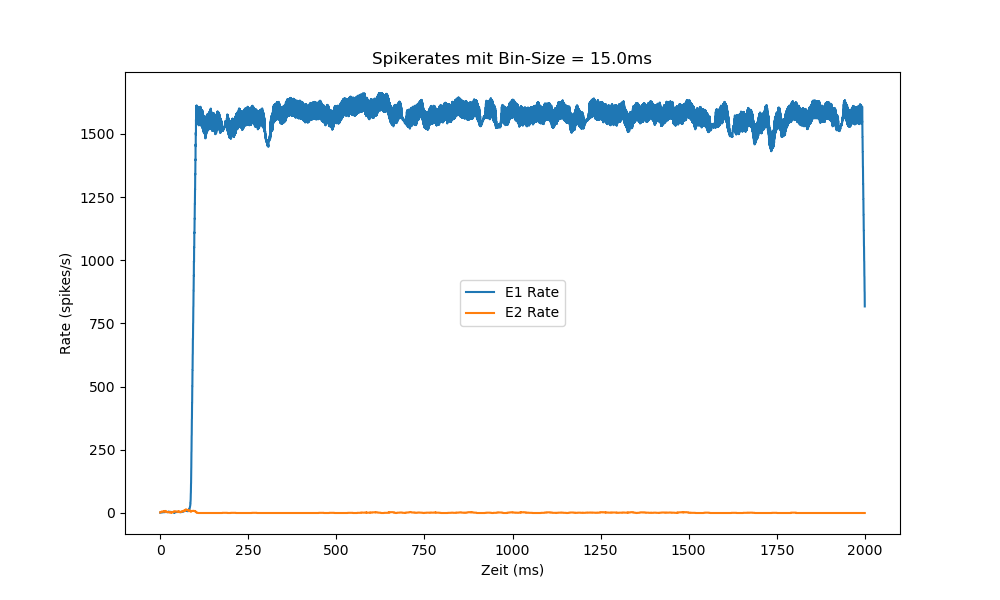 Spikerates mit Bin-Size = 15.0ms
Rate (spikes/s)
1500
1250
1000
750
500
250
0
E1 Rate
E2 Rate
0 250 500 750 1000 1250 1500 1750 2000
Zeit (ms)